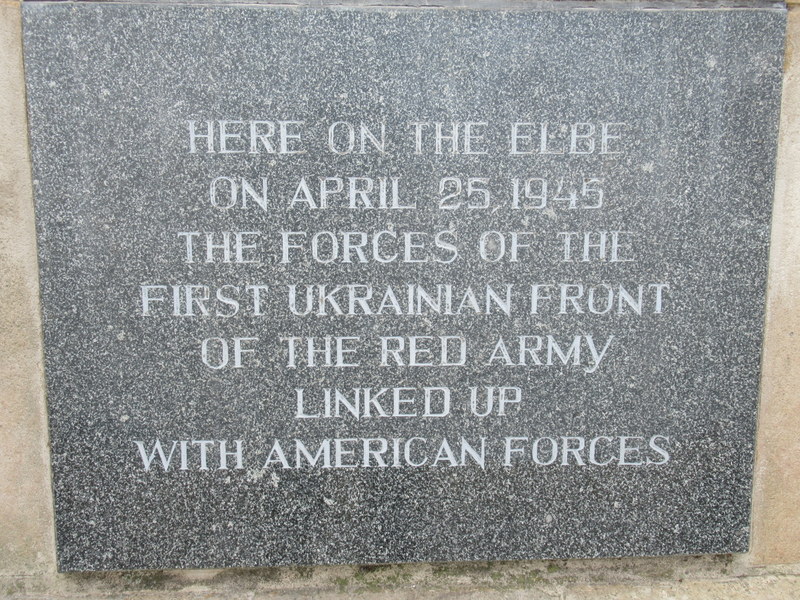 HERE ON THE ELBE
ON APRIL 25, 1945
THE FORCES OF THE
FIRST UKRAINIAN FRONT
OF THE RED ARMY
LINKED UP
WITH AMERICAN FORCES